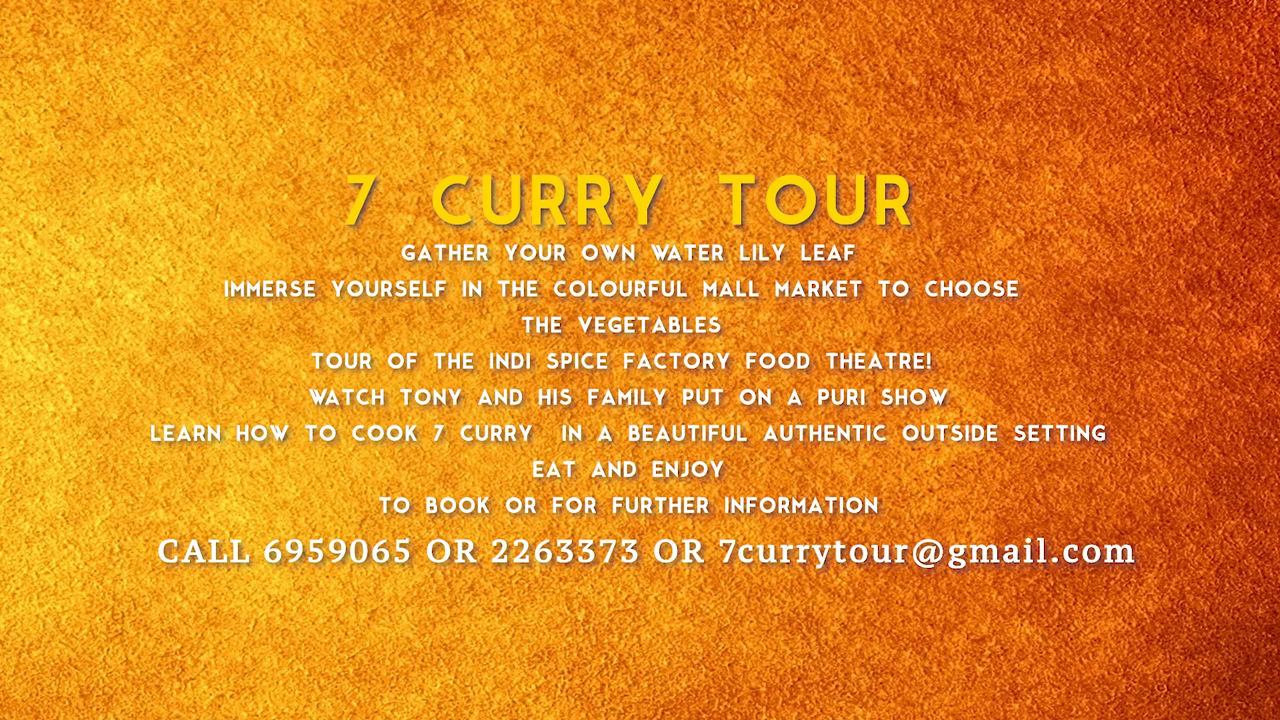 7 CURRY TOUR
GATHER YOUR OWN WATER LILY LEAF
IMMERSE YOURSELF IN THE COLOURFUL MALL MARKET TO CHOOSE
THE VEGETABLES
TOUR OF THE INDI SPICE FACTORY FOOD THEATRE!
WATCH TONY AND HIS FAMILY PUT ON A PURI SHOW
LEARN HOW TO COOK 7 CURRY IN A BEAUTIFUL AUTHENTIC OUTSIDE SETTING
EAT AND ENJOY
TO BOOK OR FOR FURTHER INFORMATION
CALL 6959065 OR 2263373 OR 7currytour@gmail.com